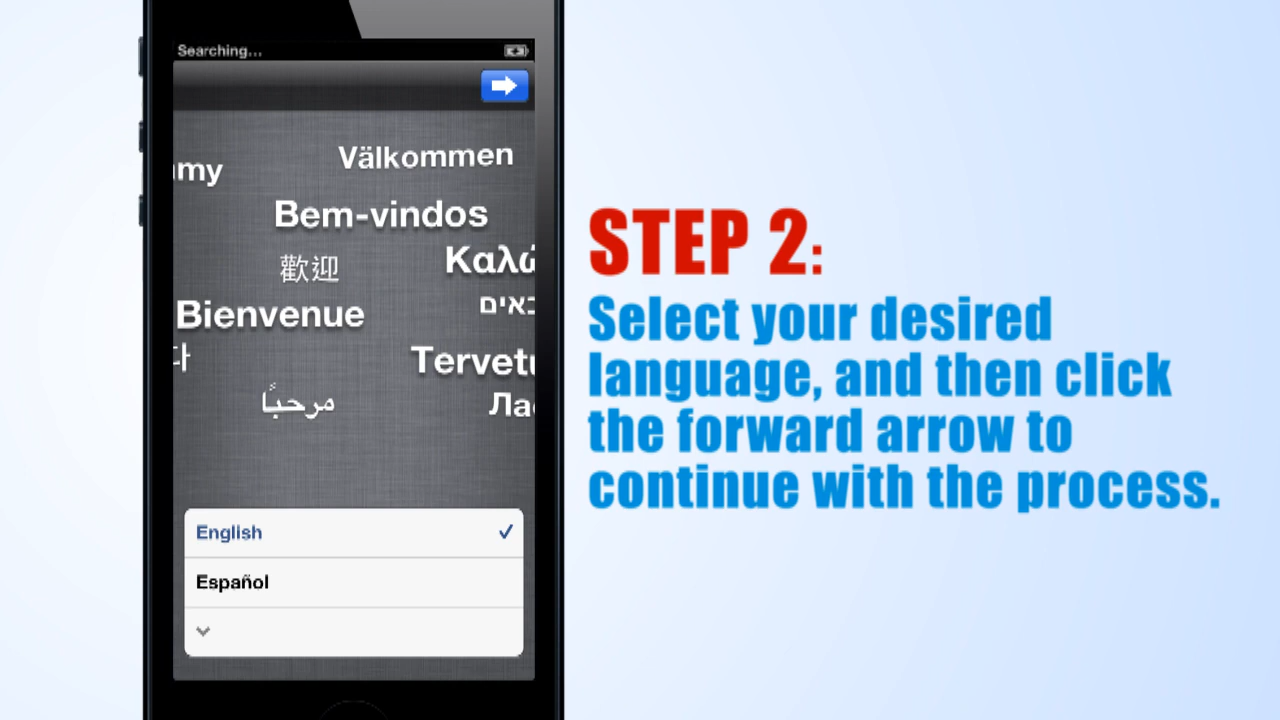 Searching...
Välkommen
Bem-vindos
歡迎
Bienvenue
مرحبًا
English
Español
STEP 2:
Select your desired
language, and then click
the forward arrow to
continue with the process.